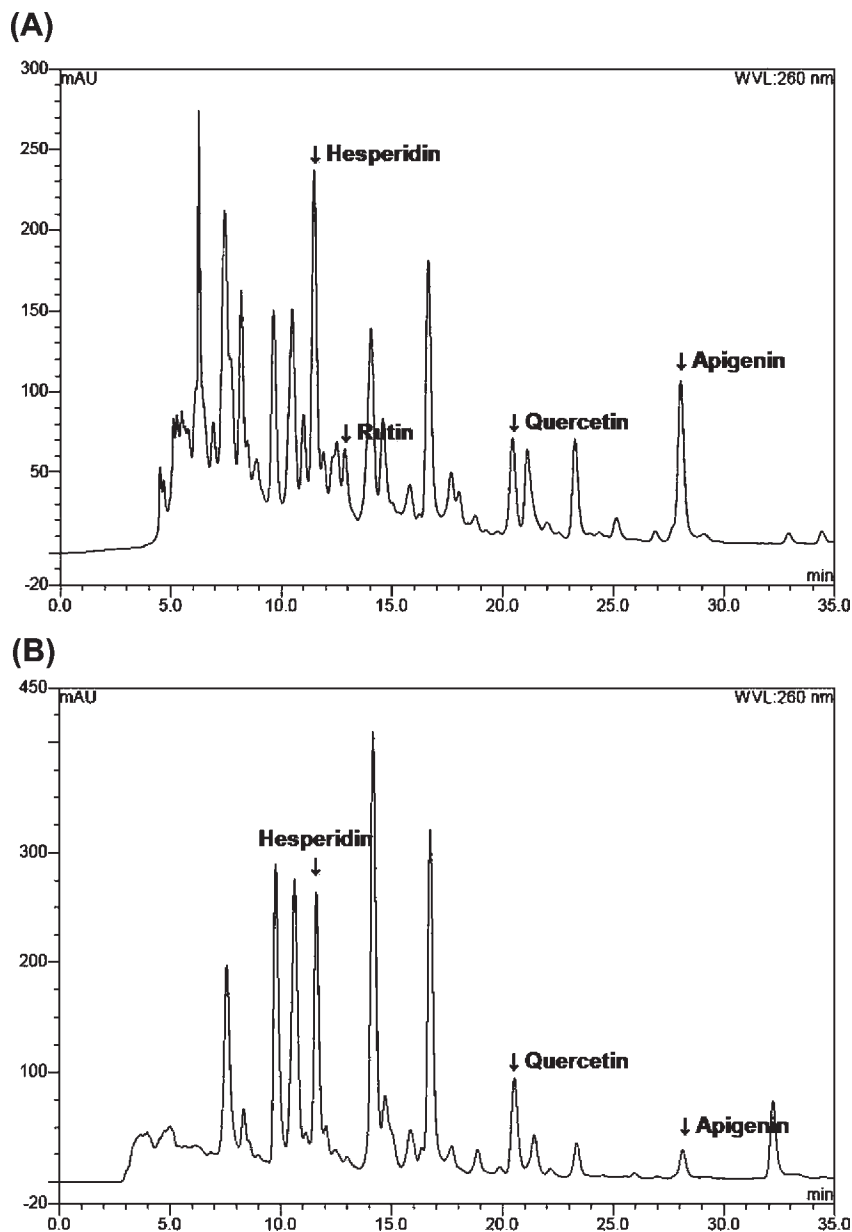 (A)
300
mAU
WVL:260 nm
↓ Hesperidin
250
200
150
↓ Apigenin
100
↓ Rutin
↓ Quercetin
50
-20
min
0.0 5.0 10.0 15.0 20.0 25.0 30.0 35.0
(B)
450
mAU
WVL:260 nm
300
Hesperidin
↓
200
100
↓ Quercetin
↓ Apigenin
-20
min
0.0 5.0 10.0 15.0 20.0 25.0 30.0 35.0